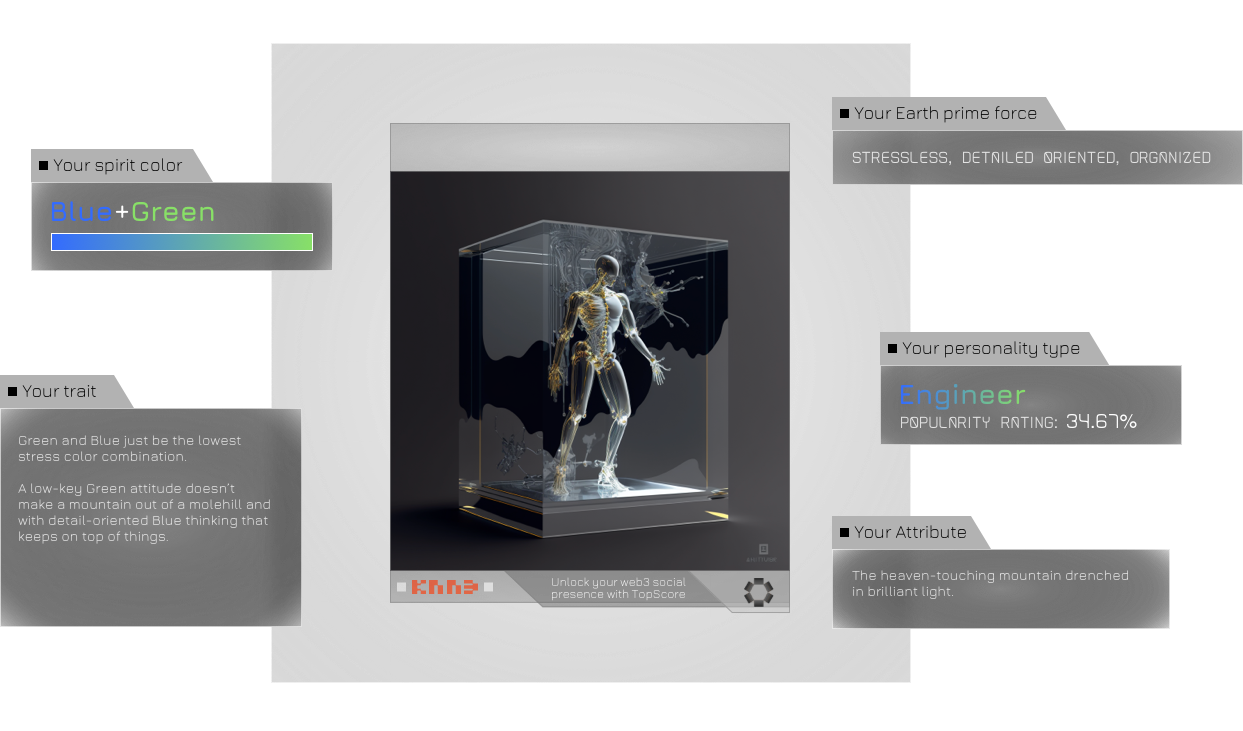 Your spirit color
Blue+Green
Your trait
Green and Blue just be the lowest
stress color combination.
A low-key Green attitude doesn't
make a mountain out of a molehill and
with detail-oriented Blue thinking that
keeps on top of things.
KNN3
Unlock your web3 social
presence with TopScore
Your Earth prime force
STRESSLESS, DETAILED ORIENTED, ORGANIZED
Your personality type
Engineer
POPULARITY RATING: 34.67%
Your Attribute
The heaven-touching mountain drenched
in brilliant light.